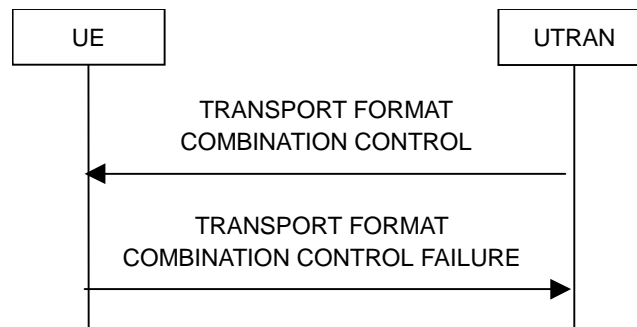 UE
UTRAN
TRANSPORT FORMAT
COMBINATION CONTROL
TRANSPORT FORMAT
COMBINATION CONTROL FAILURE